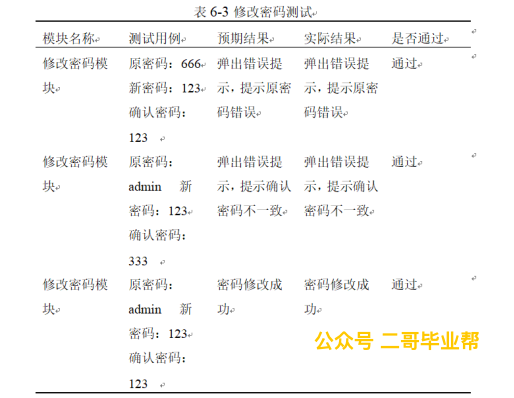 表 6-3 修改密码测试
模块名称 测试用例 预期结果 实际结果 是否通过
修改密码模 原密码：666 弹出错误提 弹出错误提 通过
块 新密码：123 示，提示原密 示，提示原密
确认密码： 码错误 码错误
123
修改密码模 原密码： 弹出错误提 弹出错误提 通过
块 admin 新 示，提示确认 示，提示确认
密码：123 密码不一致 密码不一致
确认密码：
333
修改密码模 原密码： 密码修改成 密码修改成 通过
块 admin 新 功 功
密码：123
公众号 二哥毕业帮
确认密码：
123